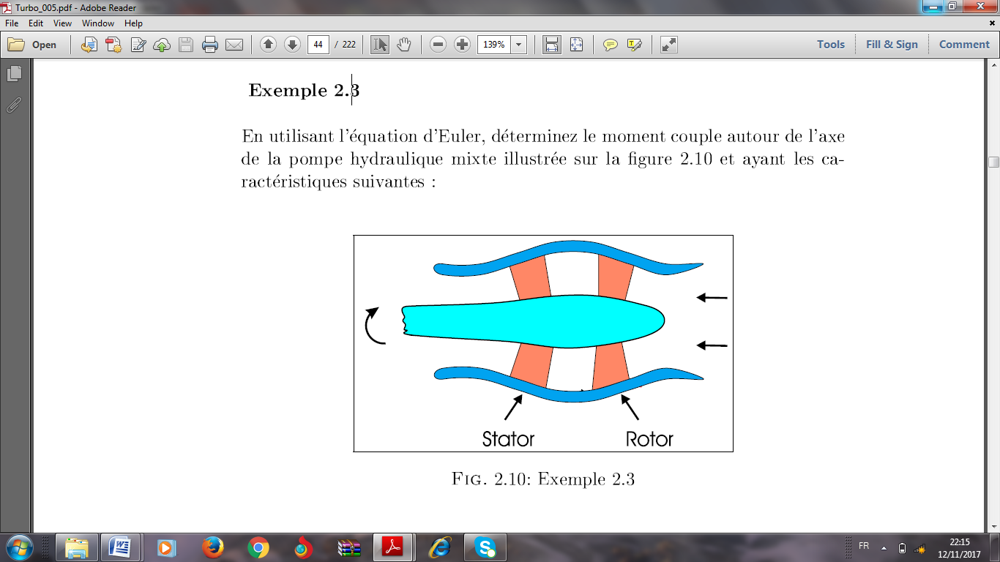 Turbo_005.pdf - Adobe Reader
File Edit View Window Help
Open 44 / 222 139% Tools Fill & Sign Comment
Exemple 2.3
En utilisant l'équation d'Euler, déterminez le moment couple autour de l'axe
de la pompe hydraulique mixte illustrée sur la figure 2.10 et ayant les ca-
ractéristiques suivantes :
Stator Rotor
FIG. 2.10: Exemple 2.3
FR 22:15
12/11/2017